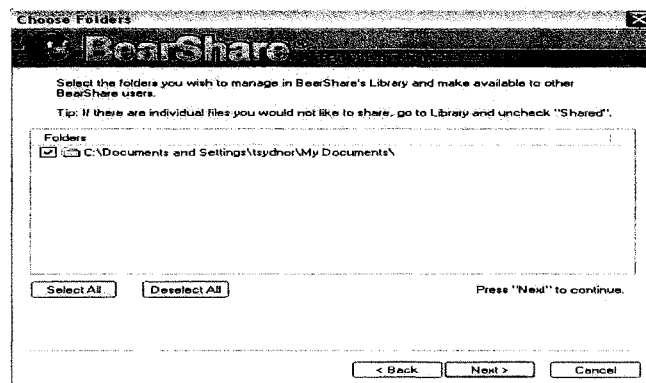 Choose Folders
BearShare
Select the folders you wish to manage in BearShare's Library and make available to other
BearShare users.
Tip: If there are individual files you would not like to share, go to Library and uncheck "Shared".
Folders
C:\Documents and Settings\tsydnor\My Documents\
Select All Deselect All Press "Next" to continue.
< Back Next > Cancel